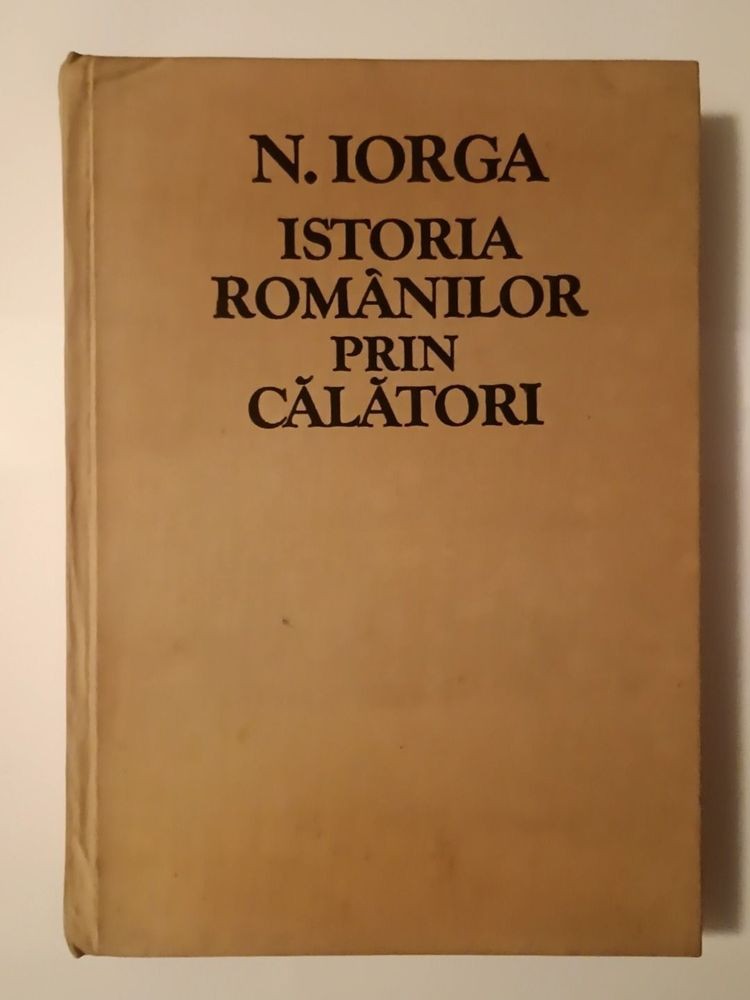 N. IORGA
ISTORIA
ROMÂNILOR
PRIN
CĂLĂTORI